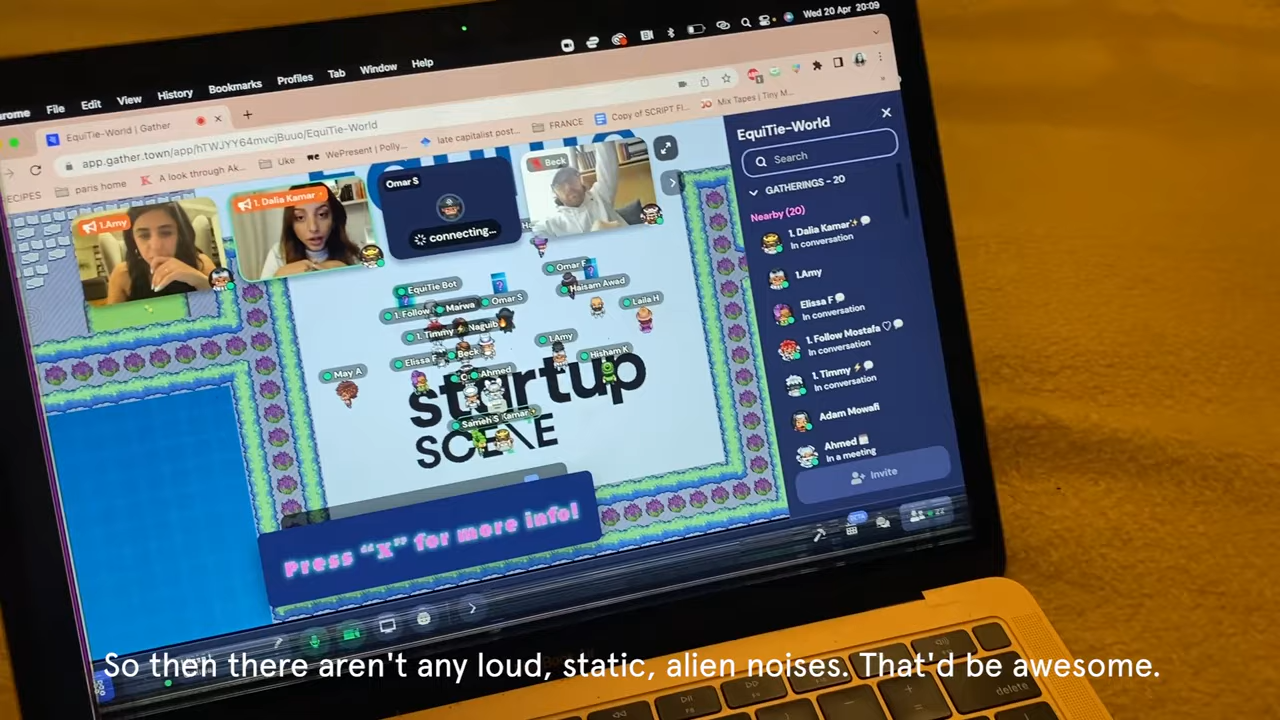 Wed 20 Apr 20:09
File Edit View History Bookmarks Profiles Tab Window Help
EquiTie-World | Gather
app.gather.town/app/hTWJYY64mvcjBuuo/EquiTie-World
paris home
A look through Ak...
Uke
WePresent | Polly...
late capitalist post...
FRANCE
Copy of SCRIPT FI...
Mix Tapes | Tiny M...
1.Amy
1. Dalia Kamar
Omar S
connecting...
Beck
EquiTie Bot
1. Follow
Marwa
Omar S
1. Timmy
Naguib
Elissa F
Beck
Ahmed
May A
Omar F
Haisam Awad
Laila H
1.Amy
Hisham K
Sameh S
Kamar
startup
SCENE
Press "X" for more info!
EquiTie-World
Search
GATHERINGS - 20
Nearby (20)
1. Dalia Kamar
In conversation
1.Amy
Elissa F
In conversation
1. Follow Mostafa
In conversation
1. Timmy
In conversation
Adam Mowafi
Ahmed
In a meeting
Invite
BETA
22
delete
So then there aren't any loud, static, alien noises. That'd be awesome.